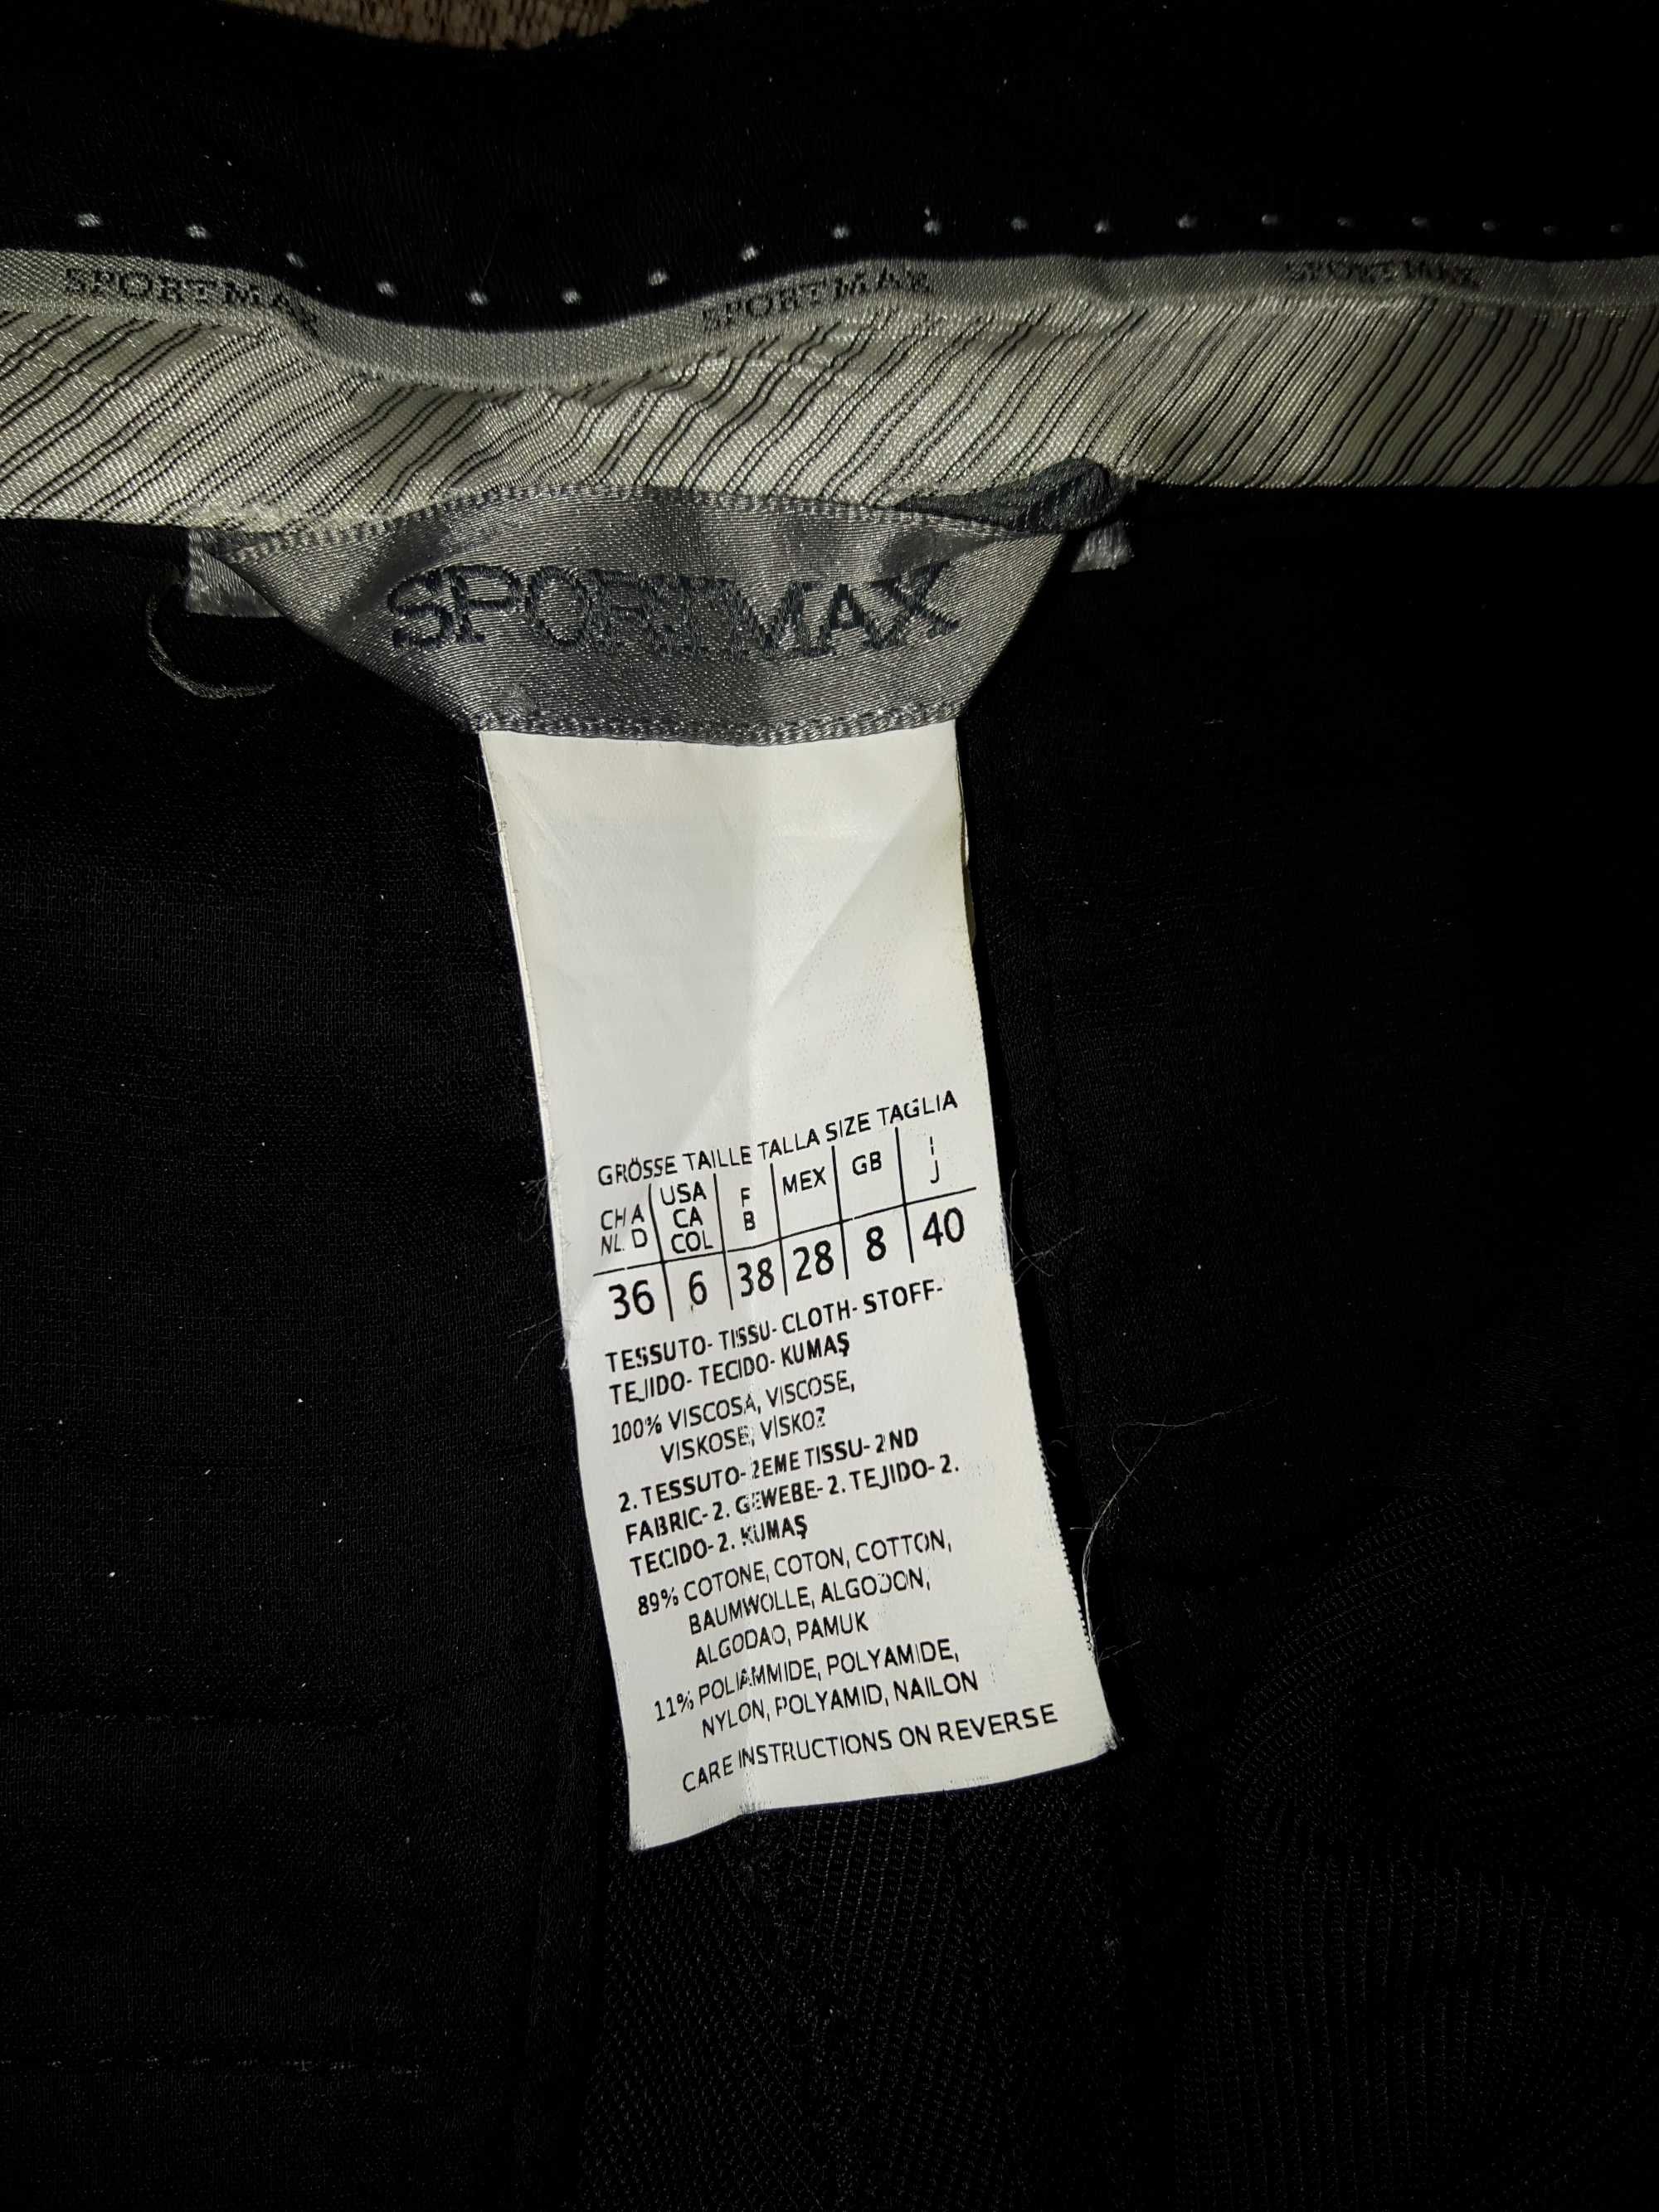 SPORTMAX SPORTMAX SPORTMAX
SPORTMAX
GRÖSSE TAILLE TALLA SIZE TAGLIA
CH A USA F MEX GB I
NL D CA B J
COL
36 6 38 28 8 40
TESSUTO- TISSU- CLOTH- STOFF-
TEJIDO- TECIDO- KUMAŞ
100% VISCOSA, VISCOSE,
VISKOSE, VİSKOZ
2. TESSUTO- 2EME TISSU- 2ND
FABRIC- 2. GEWEBE- 2. TEJIDO- 2.
TECIDO- 2. KUMAŞ
89% COTONE, COTON, COTTON,
BAUMWOLLE, ALGODON,
ALGODAO, PAMUK
11% POLIAMMIDE, POLYAMIDE,
NYLON, POLYAMID, NAILON
CARE INSTRUCTIONS ON REVERSE